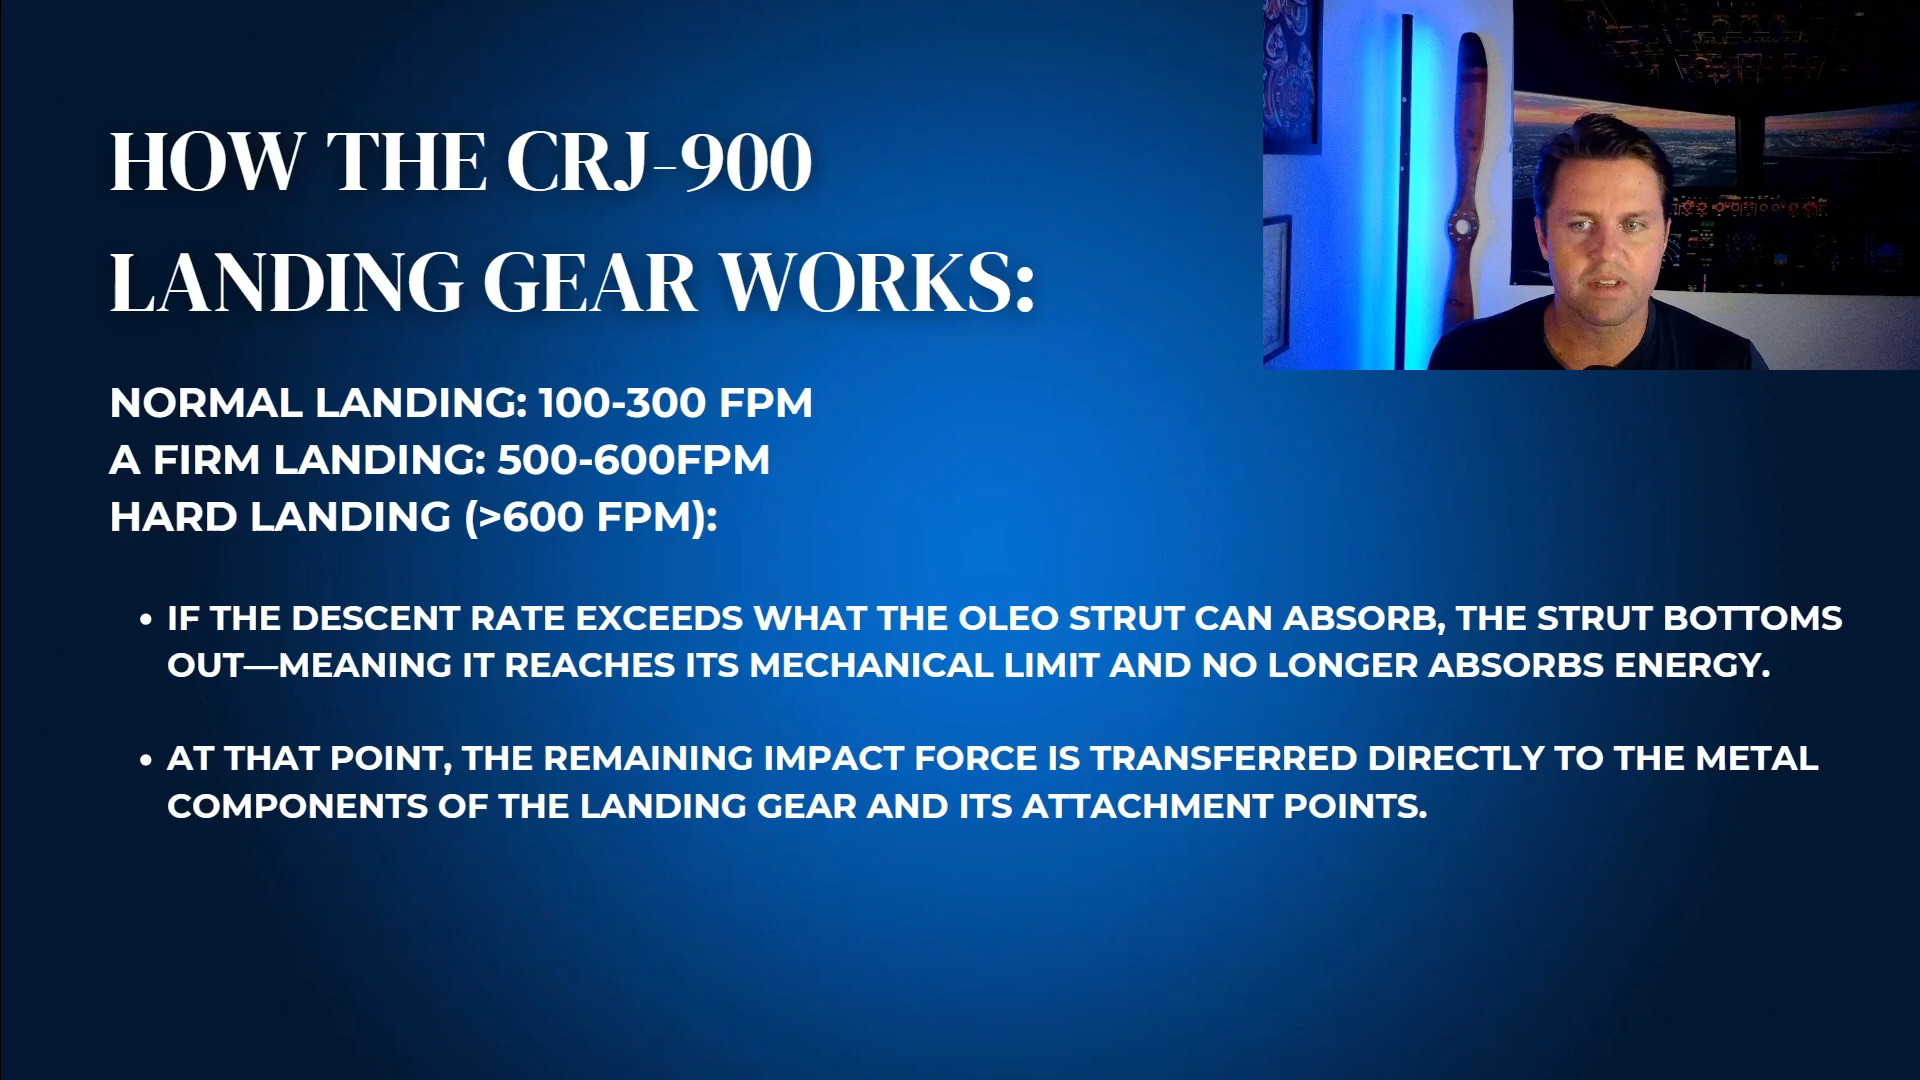 HOW THE CRJ-900
LANDING GEAR WORKS:
NORMAL LANDING: 100-300 FPM
A FIRM LANDING: 500-600FPM
HARD LANDING (>600 FPM):
• IF THE DESCENT RATE EXCEEDS WHAT THE OLEO STRUT CAN ABSORB, THE STRUT BOTTOMS
OUT—MEANING IT REACHES ITS MECHANICAL LIMIT AND NO LONGER ABSORBS ENERGY.
• AT THAT POINT, THE REMAINING IMPACT FORCE IS TRANSFERRED DIRECTLY TO THE METAL
COMPONENTS OF THE LANDING GEAR AND ITS ATTACHMENT POINTS.